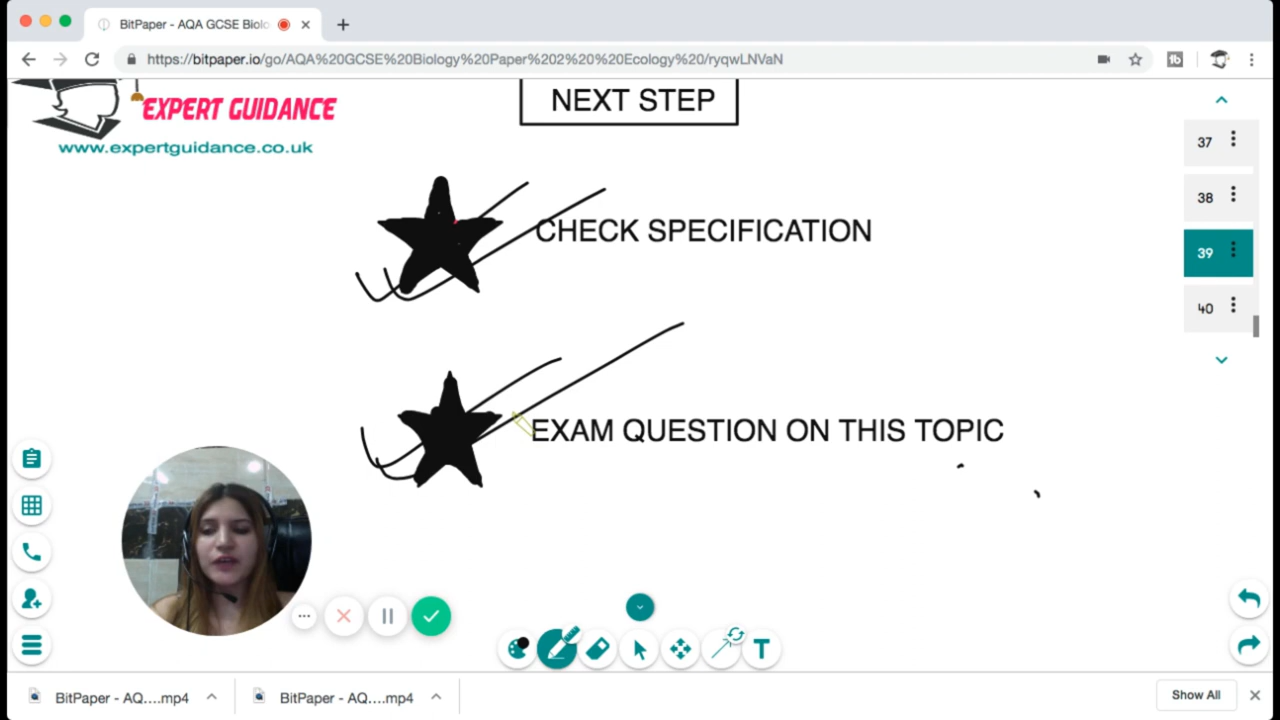 BitPaper - AQA GCSE Biolo
https://bitpaper.io/go/AQA%20GCSE%20Biology%20Paper%202%20%20Ecology%20/ryqwLNVaN
EXPERT GUIDANCE
www.expertguidance.co.uk
NEXT STEP
CHECK SPECIFICATION
EXAM QUESTION ON THIS TOPIC
37
38
39
40
T
BitPaper - AQ....mp4
BitPaper - AQ....mp4
Show All